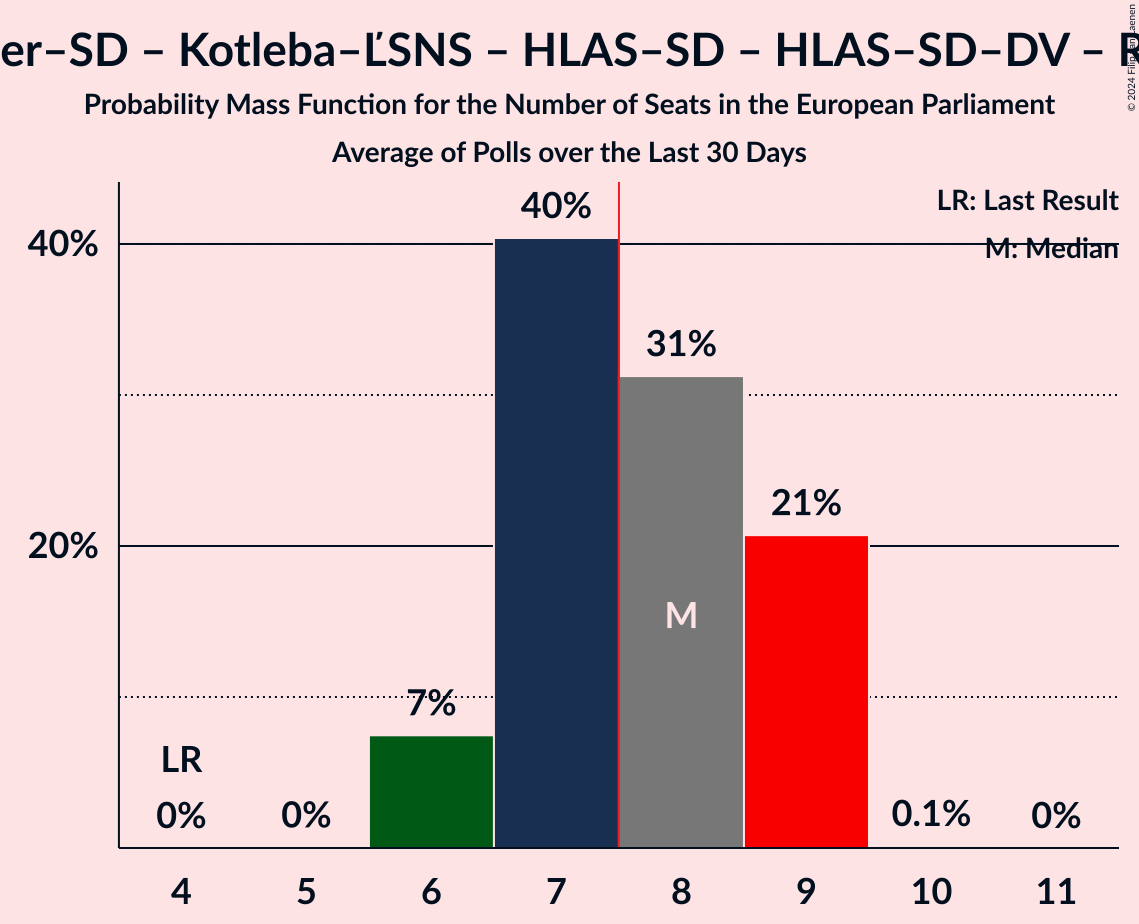 er–SD – Kotleba–ĽSNS – HLAS–SD – HLAS–SD–DV –
Probability Mass Function for the Number of Seats in the European Parliament
Average of Polls over the Last 30 Days
© 2024 Filip van Laenen
LR: Last Result
M: Median
40%
20%
40%
31%
21%
7%
M
LR
0%
0%
0.1%
0%
4 5 6 7 8 9 10 11